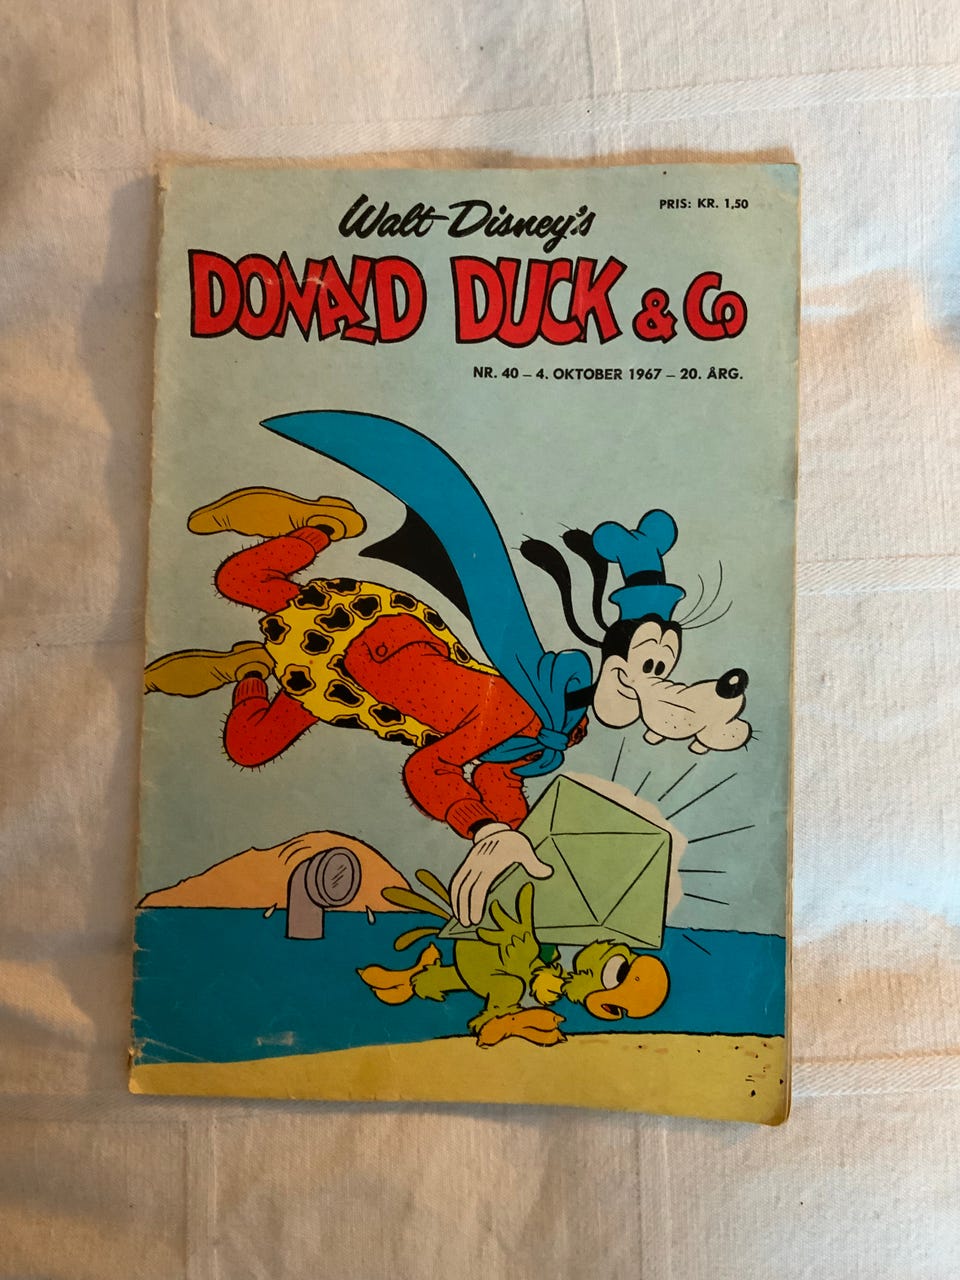 Walt Disney's
PRIS: KR. 1,50
DONALD DUCK & Co
NR. 40 – 4. OKTOBER 1967 – 20. ÅRG.